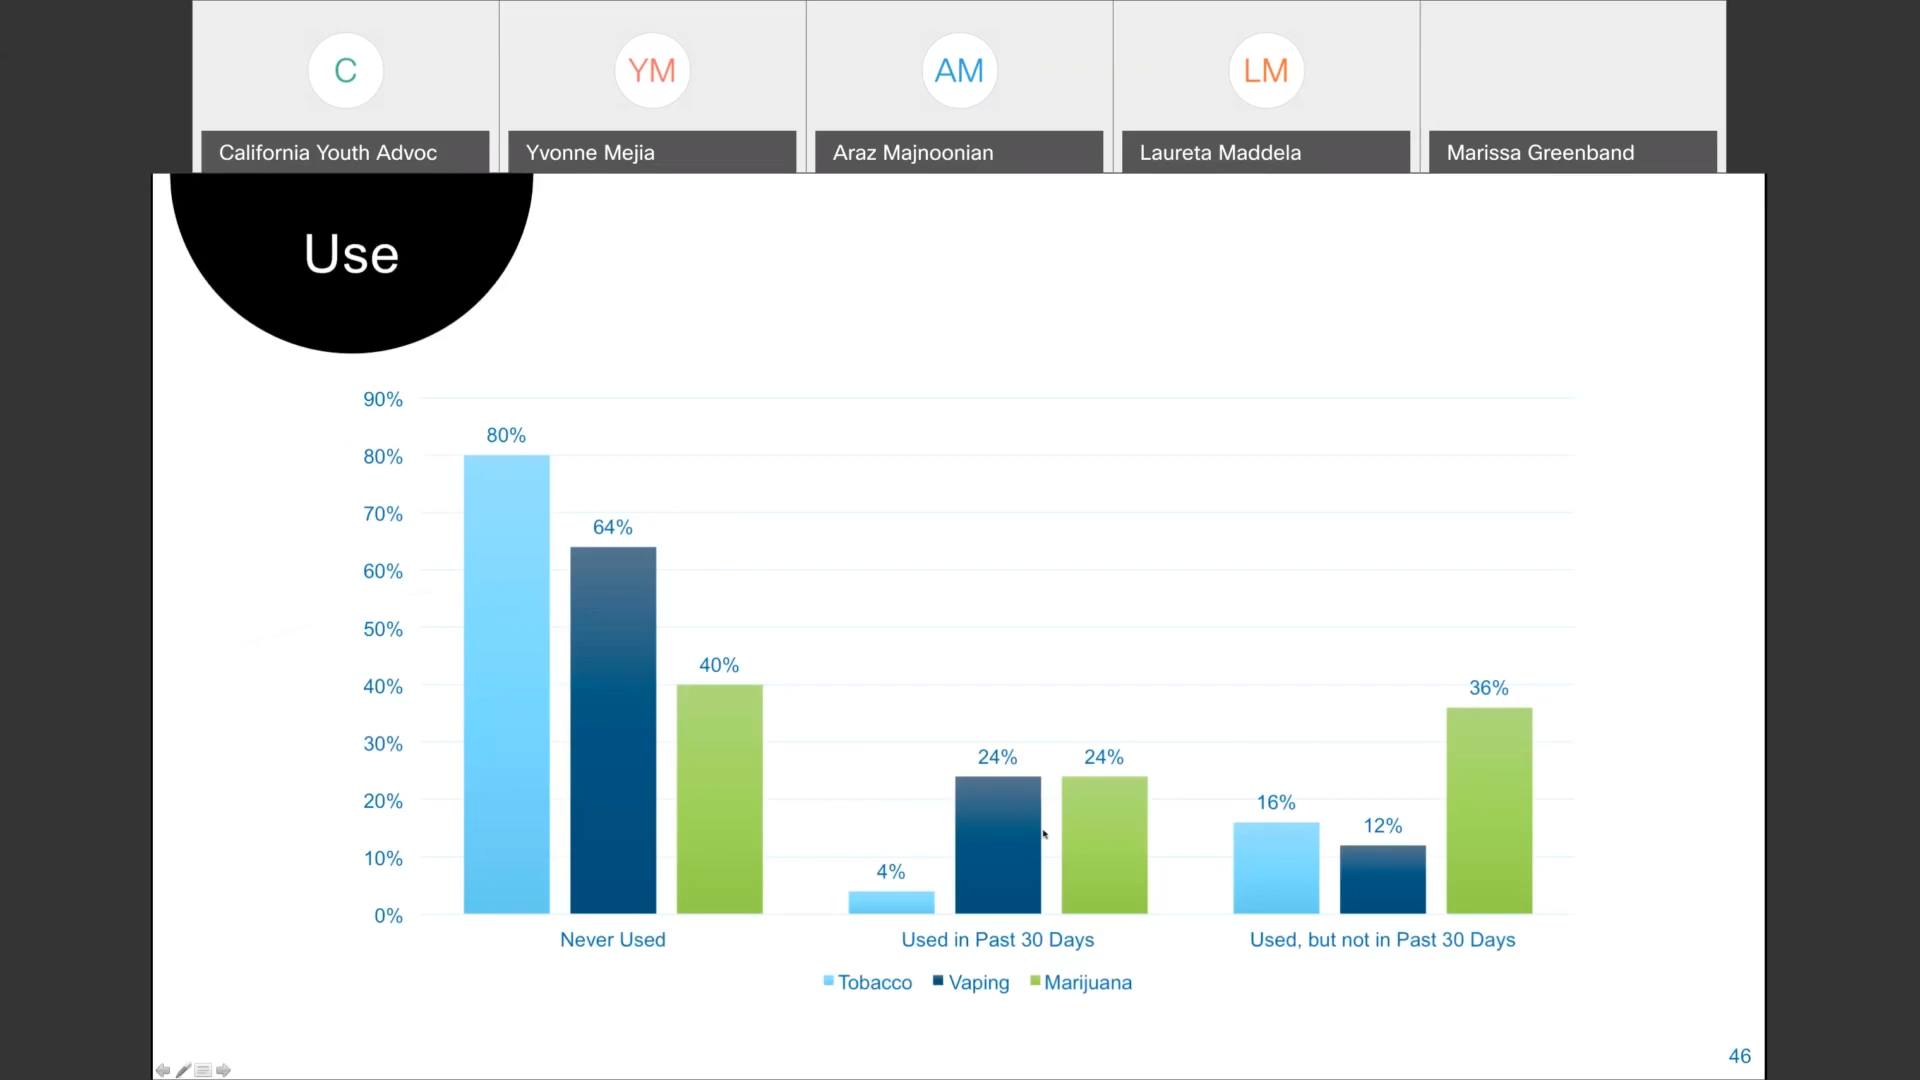 C
YM
AM
LM
California Youth Advoc
Yvonne Mejia
Araz Majnoonian
Laureta Maddela
Marissa Greenband
Use
90%
80%
70%
60%
50%
40%
30%
20%
10%
0%
80%
64%
40%
4%
24%
24%
16%
12%
36%
Never Used
Used in Past 30 Days
Used, but not in Past 30 Days
Tobacco
Vaping
Marijuana
46